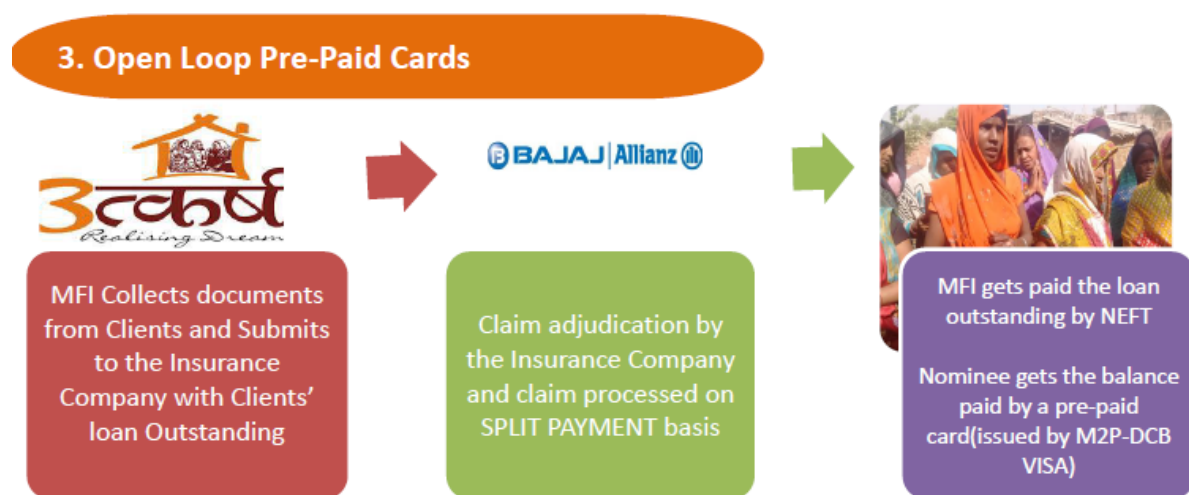 3. Open Loop Pre-Paid Cards
उत्कर्ष
Realising Dream
BAJAJ | Allianz
MFI Collects documents
from Clients and Submits
to the Insurance
Company with Clients’
loan Outstanding
Claim adjudication by
the Insurance Company
and claim processed on
SPLIT PAYMENT basis
MFI gets paid the loan
outstanding by NEFT
Nominee gets the balance
paid by a pre-paid
card(issued by M2P-DCB
VISA)